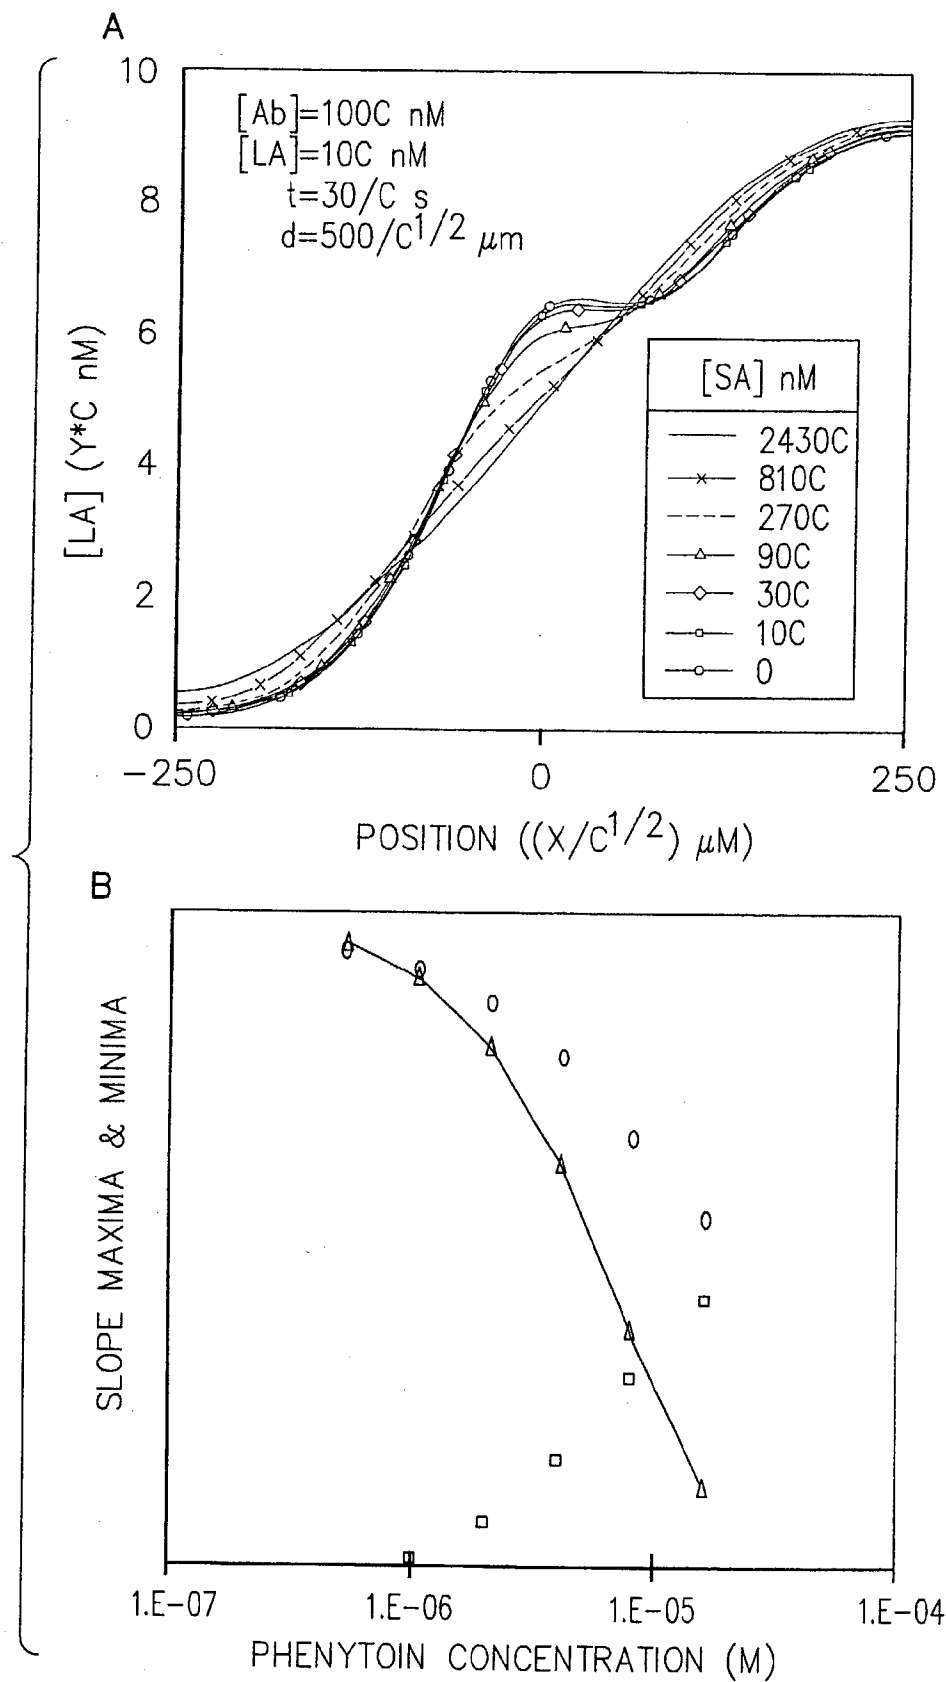 A
10
8
6
4
2
0
[LA] (Y*C nM)
[Ab]=100C nM
[LA]=10C nM
t=30/C s
d=500/C1/2 μm
[SA] nM
2430C
810C
270C
90C
30C
10C
0
-250
0
250
POSITION ((X/C1/2) μM)
B
SLOPE MAXIMA & MINIMA
1.E-07
1.E-06
1.E-05
1.E-04
PHENYTOIN CONCENTRATION (M)